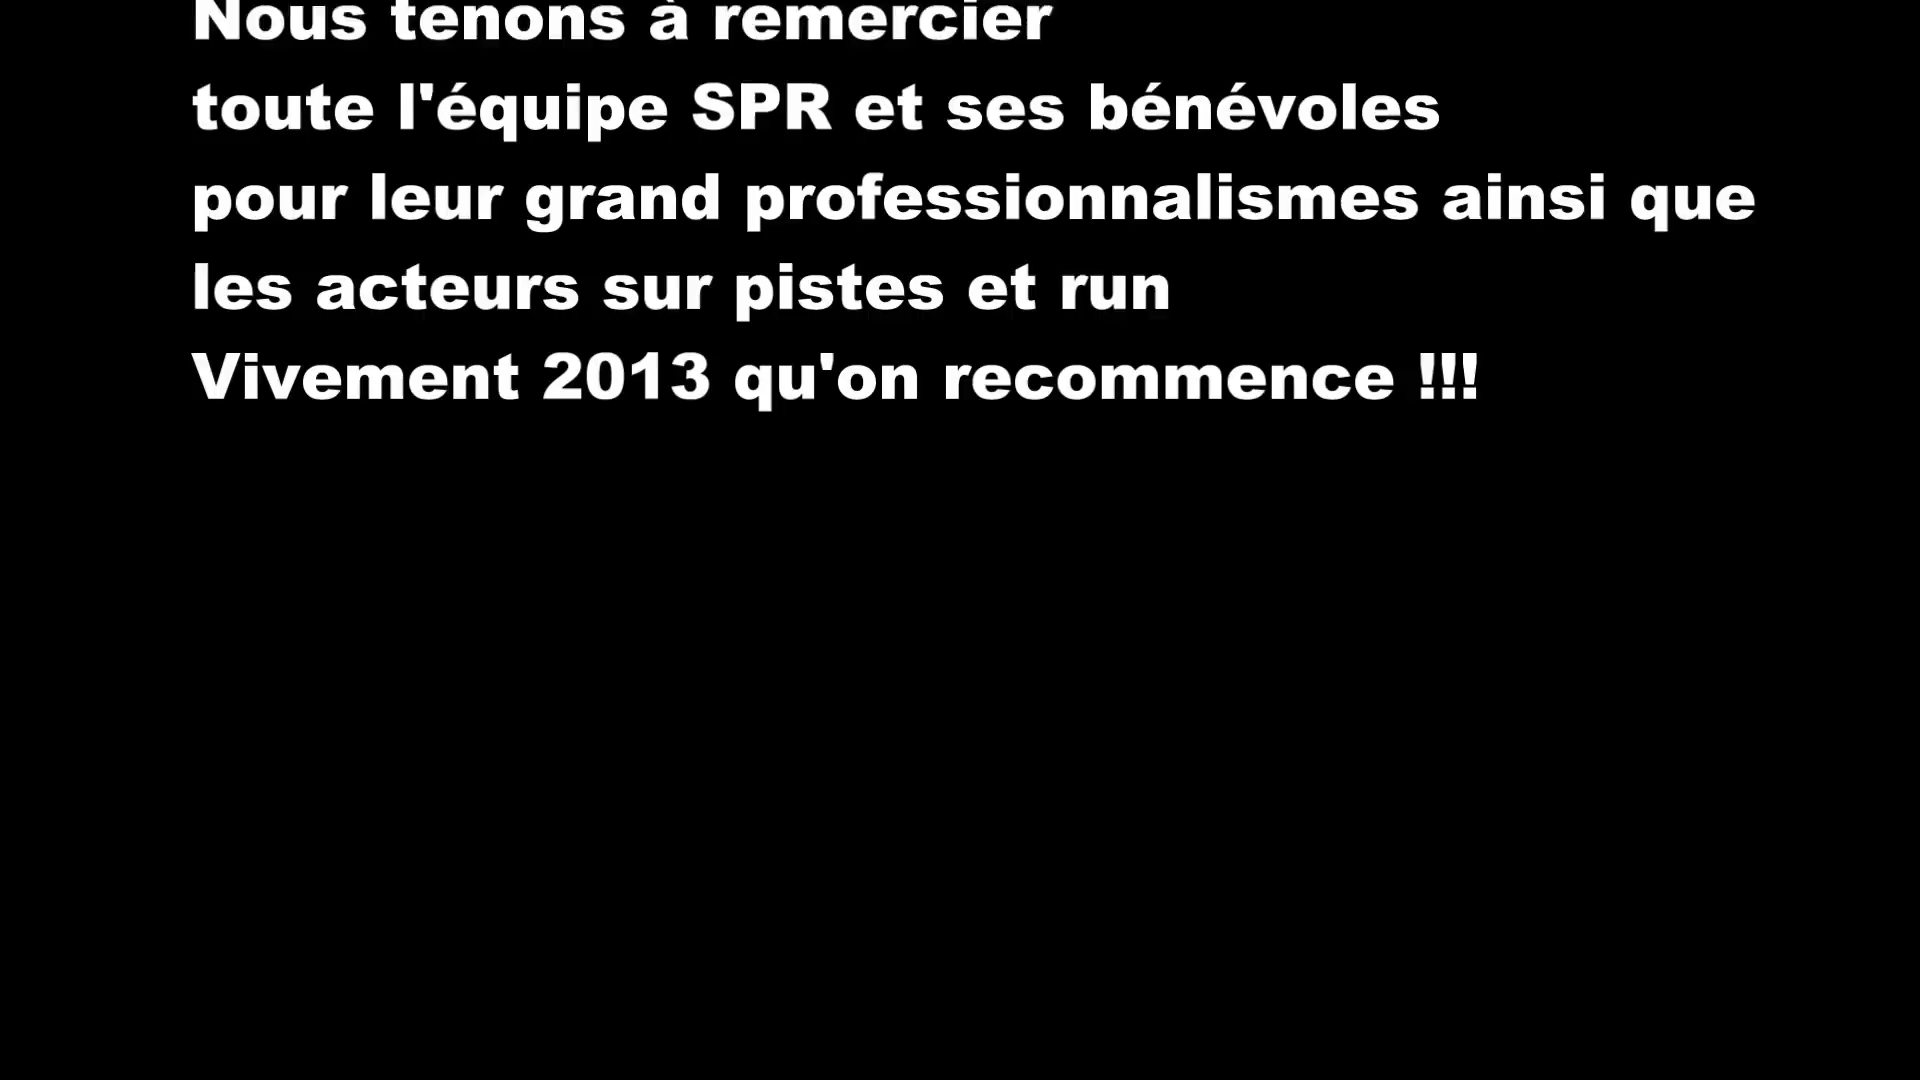 Nous tenons à remercier
toute l'équipe SPR et ses bénévoles
pour leur grand professionnalismes ainsi que
les acteurs sur pistes et run
Vivement 2013 qu'on recommence !!!